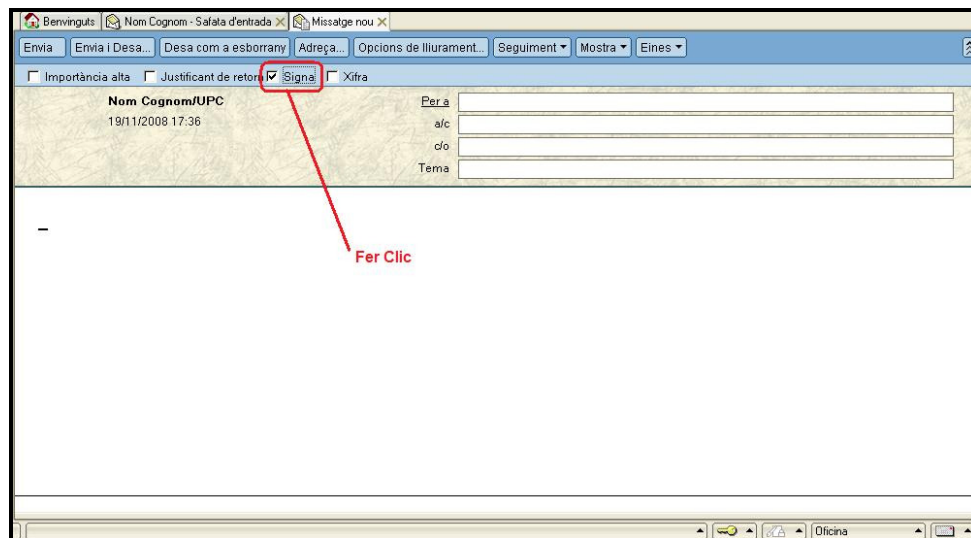 Benvinguts Nom Cognom - Safata d'entrada Missatge nou
Envia Envia i Desa... Desa com a esborrany Adreça... Opcions de lliurament... Seguiment Mostra Eines
Importància alta Justificant de retorn Signa Xifra
Nom Cognom/UPC Per a
19/11/2008 17:36 a/c
c/o
Tema
Fer Clic
Oficina